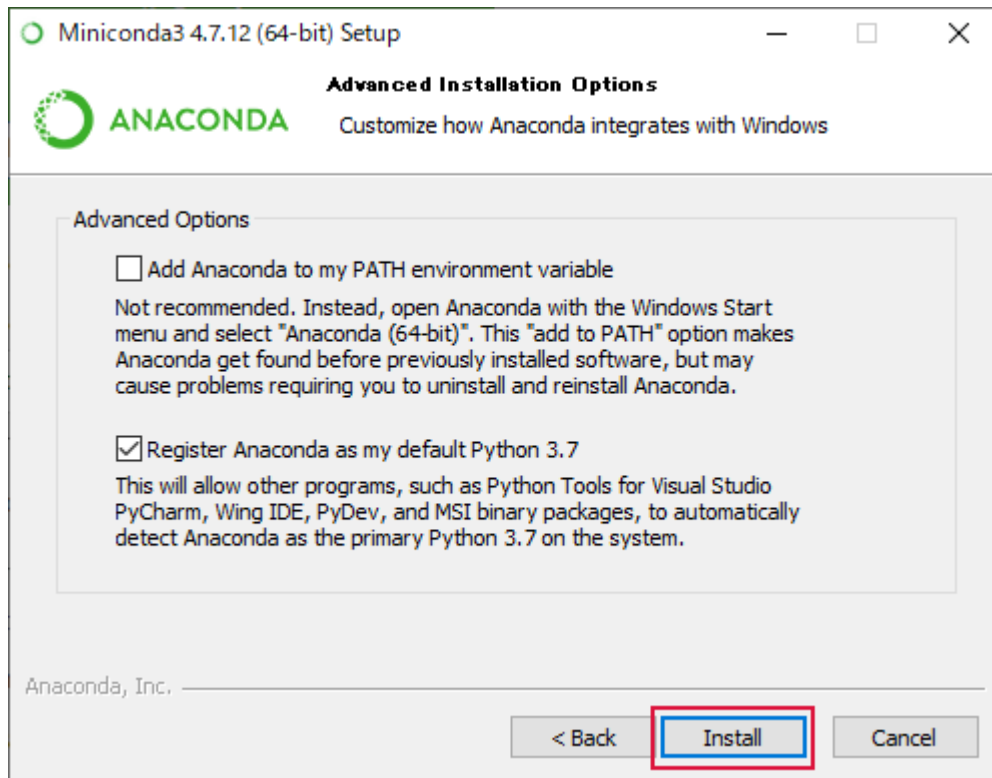 Miniconda3 4.7.12 (64-bit) Setup
ANACONDA
Advanced Installation Options
Customize how Anaconda integrates with Windows
Advanced Options
Add Anaconda to my PATH environment variable
Not recommended. Instead, open Anaconda with the Windows Start
menu and select "Anaconda (64-bit)". This "add to PATH" option makes
Anaconda get found before previously installed software, but may
cause problems requiring you to uninstall and reinstall Anaconda.
Register Anaconda as my default Python 3.7
This will allow other programs, such as Python Tools for Visual Studio
PyCharm, Wing IDE, PyDev, and MSI binary packages, to automatically
detect Anaconda as the primary Python 3.7 on the system.
Anaconda, Inc.
< Back
Install
Cancel